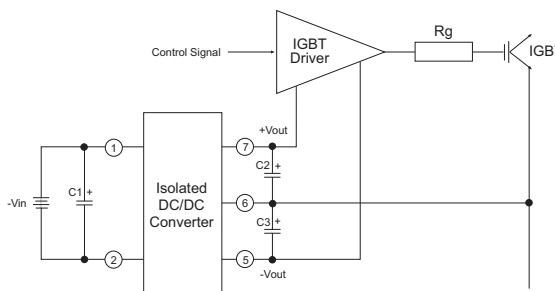 Rg
IGBT
Driver
IGB
Control Signal
+Vout
1
7
C2 +
C1 +
Isolated
DC/DC
Converter
-Vin
6
C3 +
2
5
-Vout